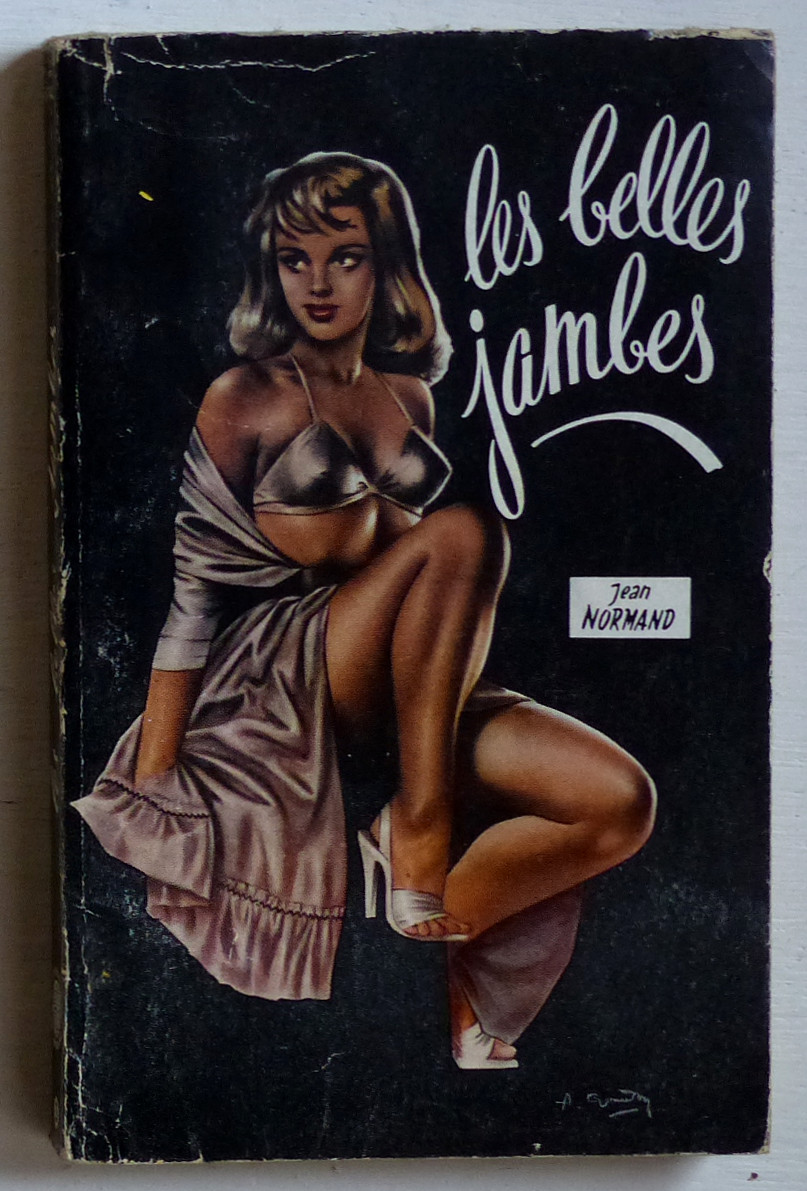 les belles
jambes
Jean
NORMAND